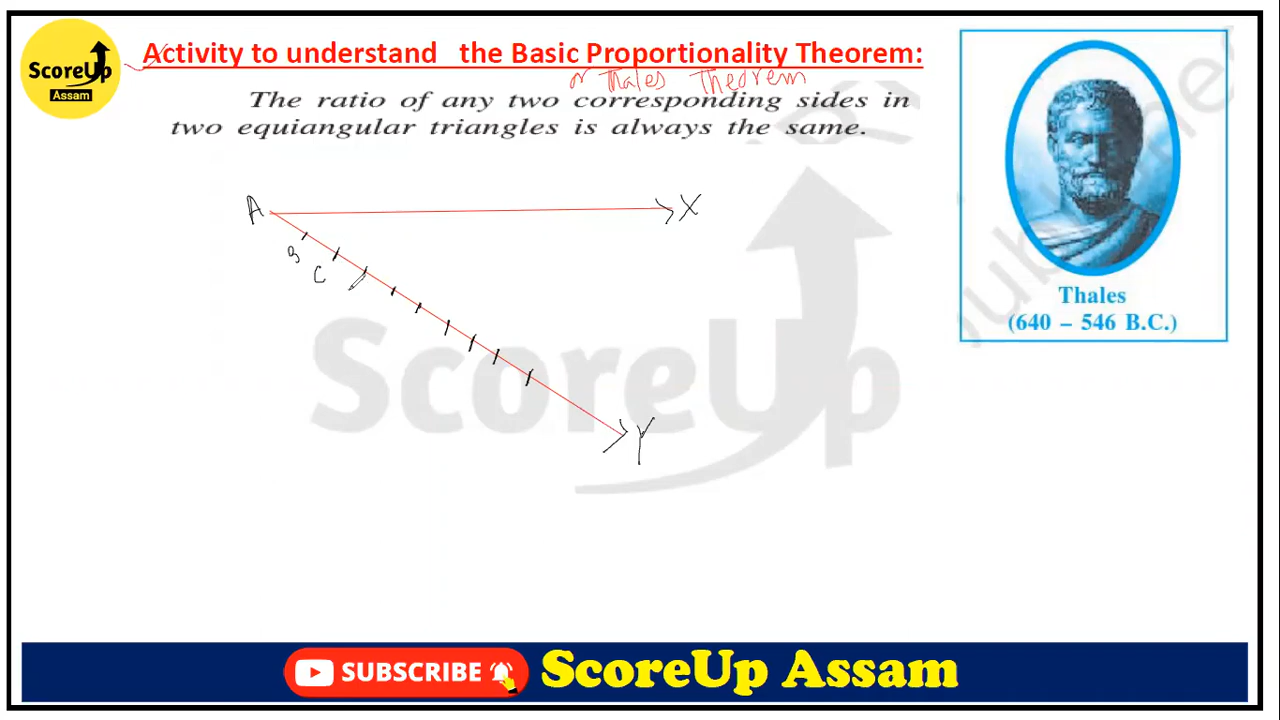 ScoreUp
Assam
Activity to understand the Basic Proportionality Theorem:
or Thales Theorem
The ratio of any two corresponding sides in
two equiangular triangles is always the same.
A
X
B
C
Y
ScoreUp
Thales
(640 – 546 B.C.)
SUBSCRIBE
ScoreUp Assam